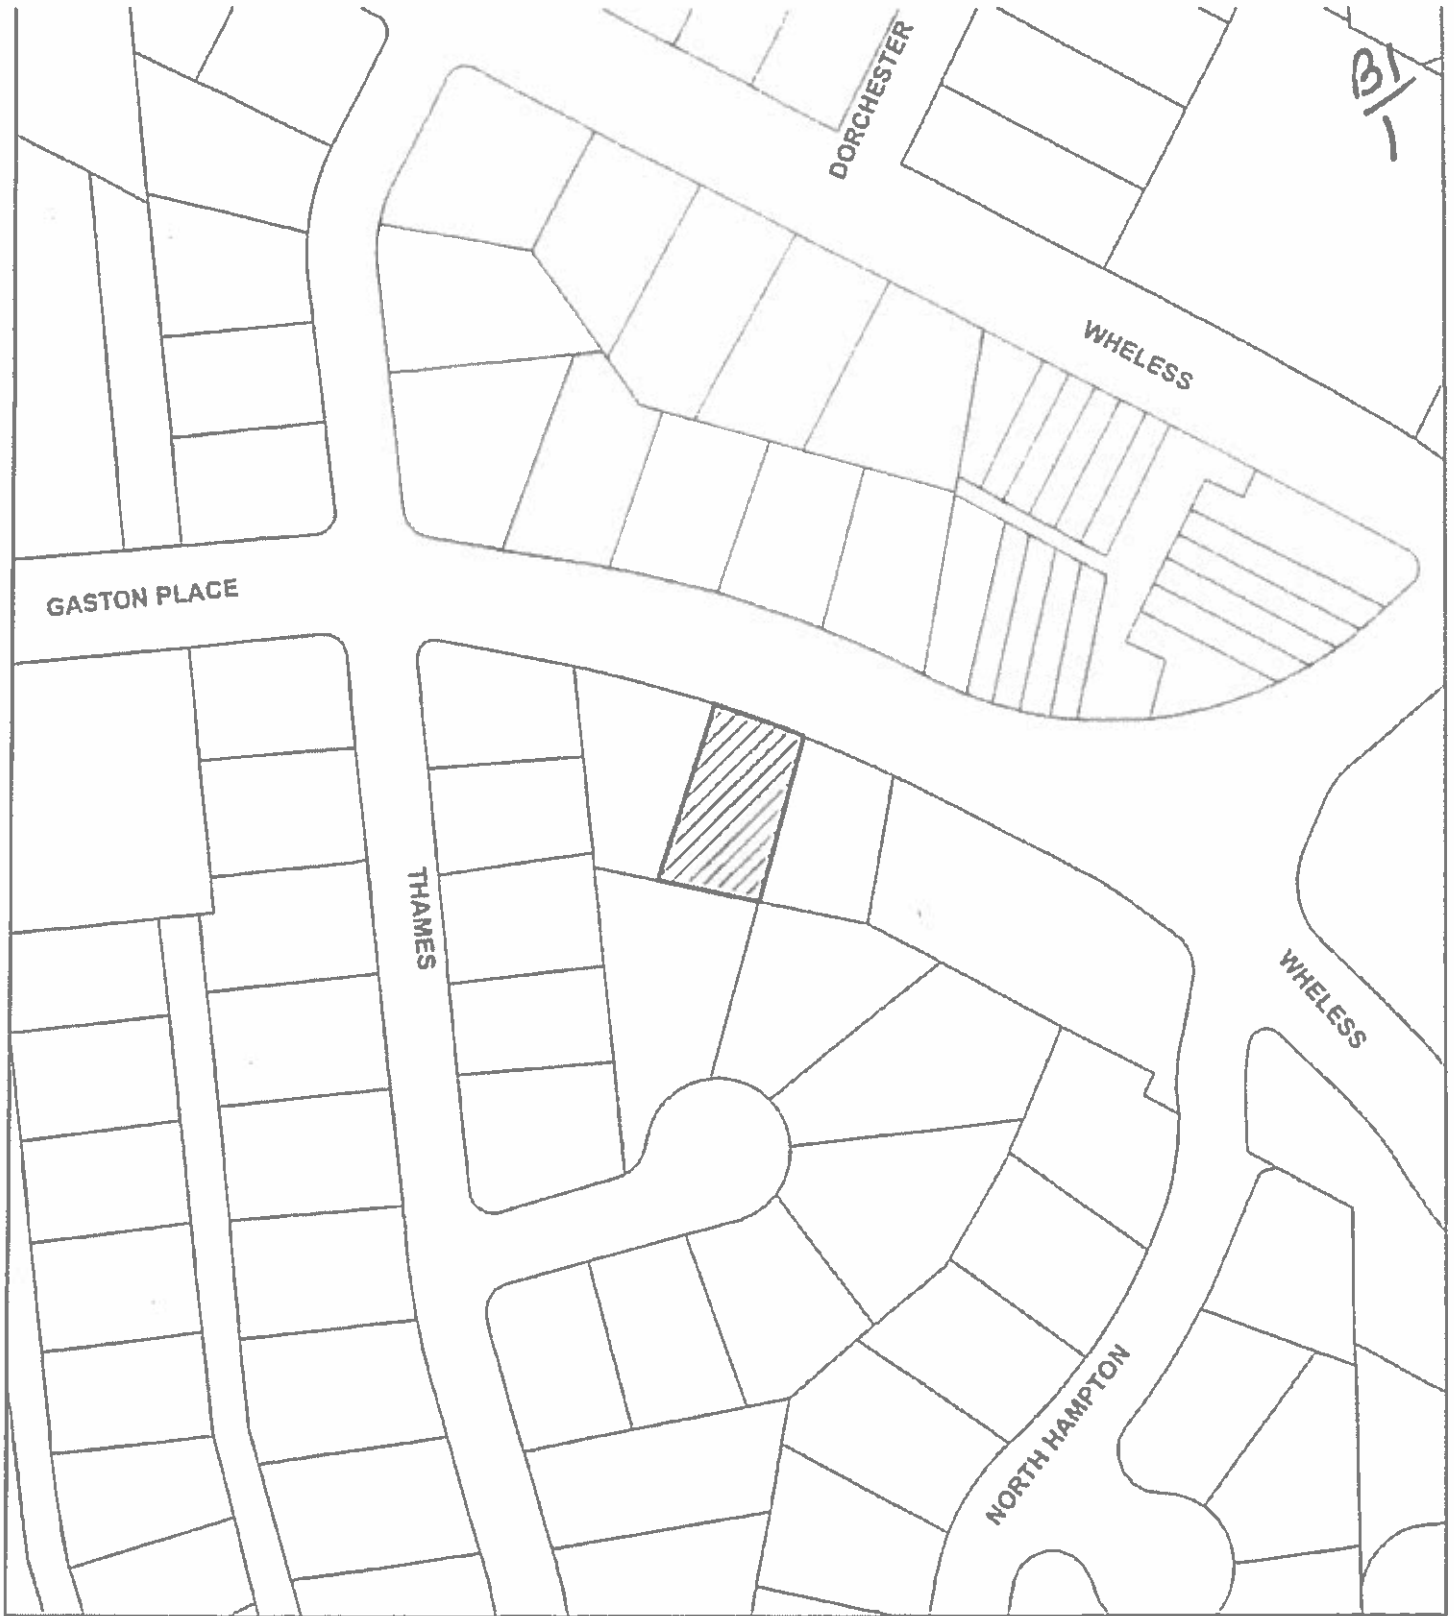 DORCHESTER
B1/1
WHELESS
GASTON PLACE
THAMES
WHELESS
NORTH HAMPTON